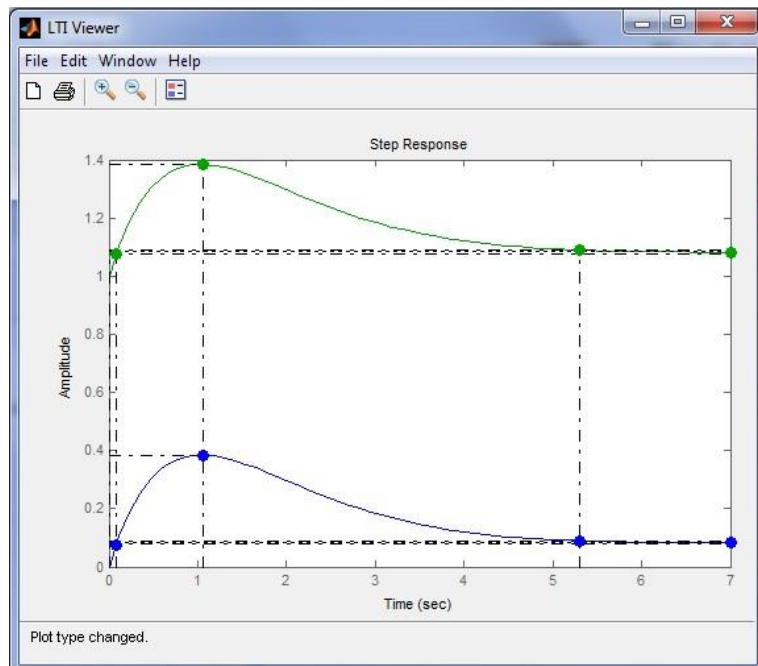 LTI Viewer
File Edit Window Help
Step Response
1.4
1.2
1
0.8
0.6
0.4
0.2
0
Amplitude
0 1 2 3 4 5 6 7
Time (sec)
Plot type changed.